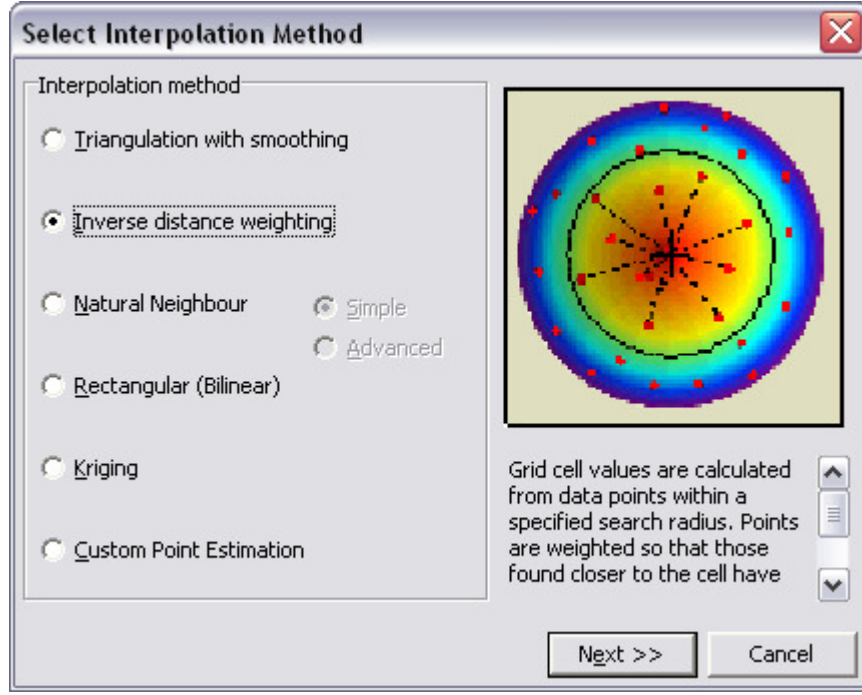 Select Interpolation Method
Interpolation method
Triangulation with smoothing
Inverse distance weighting
Natural Neighbour
Simple
Advanced
Rectangular (Bilinear)
Kriging
Custom Point Estimation
Grid cell values are calculated
from data points within a
specified search radius. Points
are weighted so that those
found closer to the cell have
Next >>
Cancel